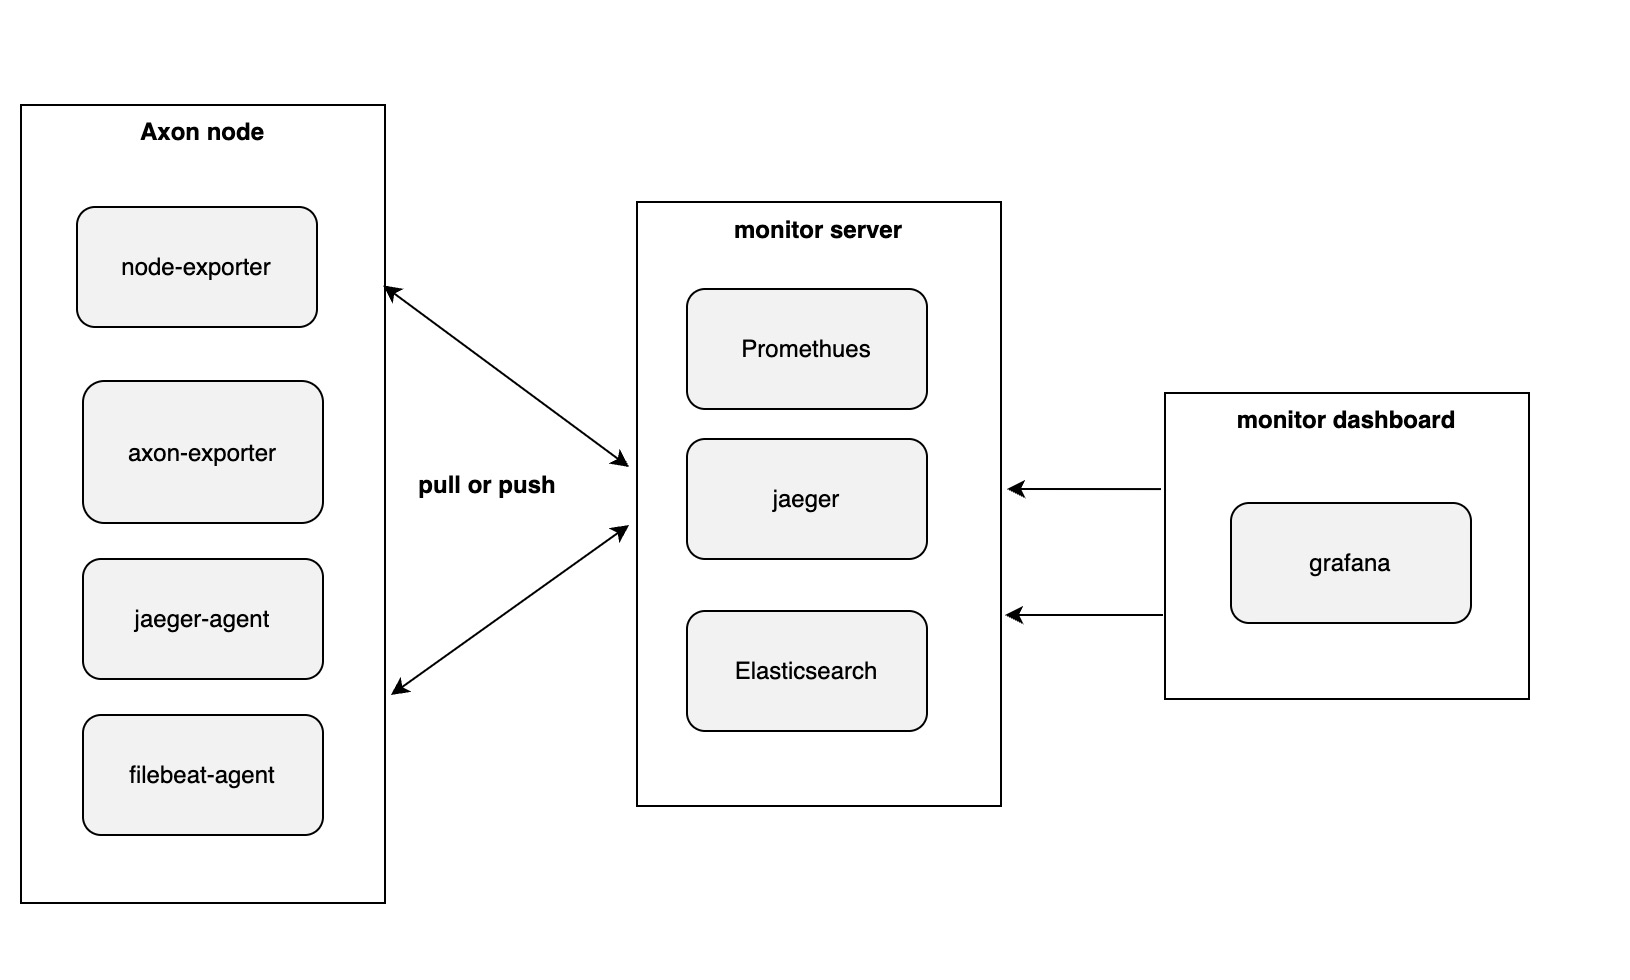 Axon node
node-exporter
axon-exporter
jaeger-agent
filebeat-agent
pull or push
monitor server
Promethues
jaeger
Elasticsearch
monitor dashboard
grafana